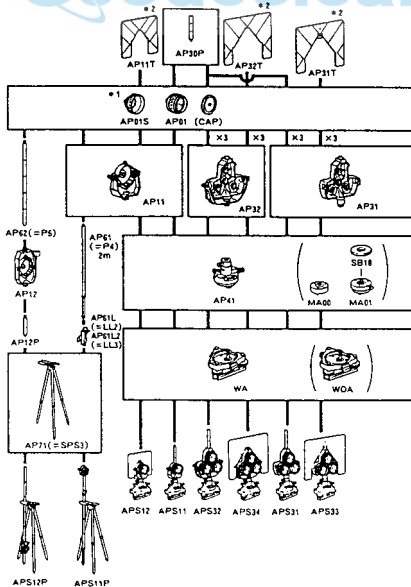 *2
*2
*2
AP11T
AP30P
AP32T
AP31T
*1
AP01S
AP01
(CAP)
×3
×3
×3
×3
AP11
AP32
AP31
AP62(=P5)
AP61
(=P4)
2m
AP12
SB18
AP41
MA00
MA01
AP12P
AP61L
(=LL2)
AP61L2
(=LL3)
WA
WOA
AP71(=SPS3)
APS12
APS11
APS32
APS34
APS31
APS33
APS12P
APS11P